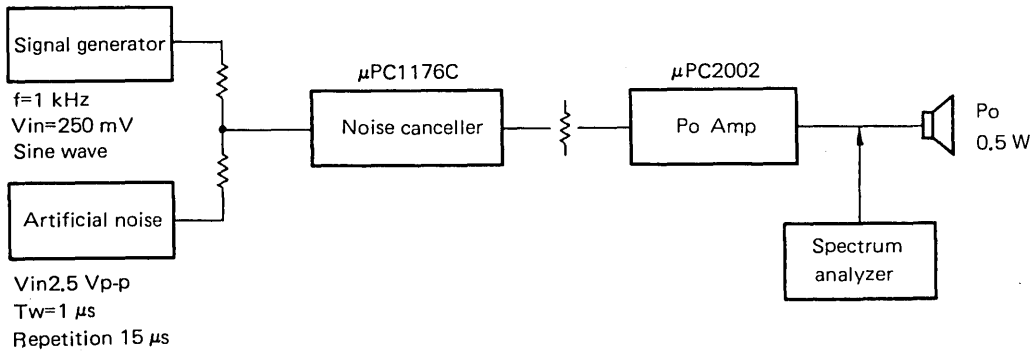 Signal generator
f=1 kHz
Vin=250 mV
Sine wave
Artificial noise
Vin2.5 Vp-p
Tw=1 μs
Repetition 15 μs
μPC1176C
Noise canceller
μPC2002
Po Amp
Po
0.5 W
Spectrum
analyzer